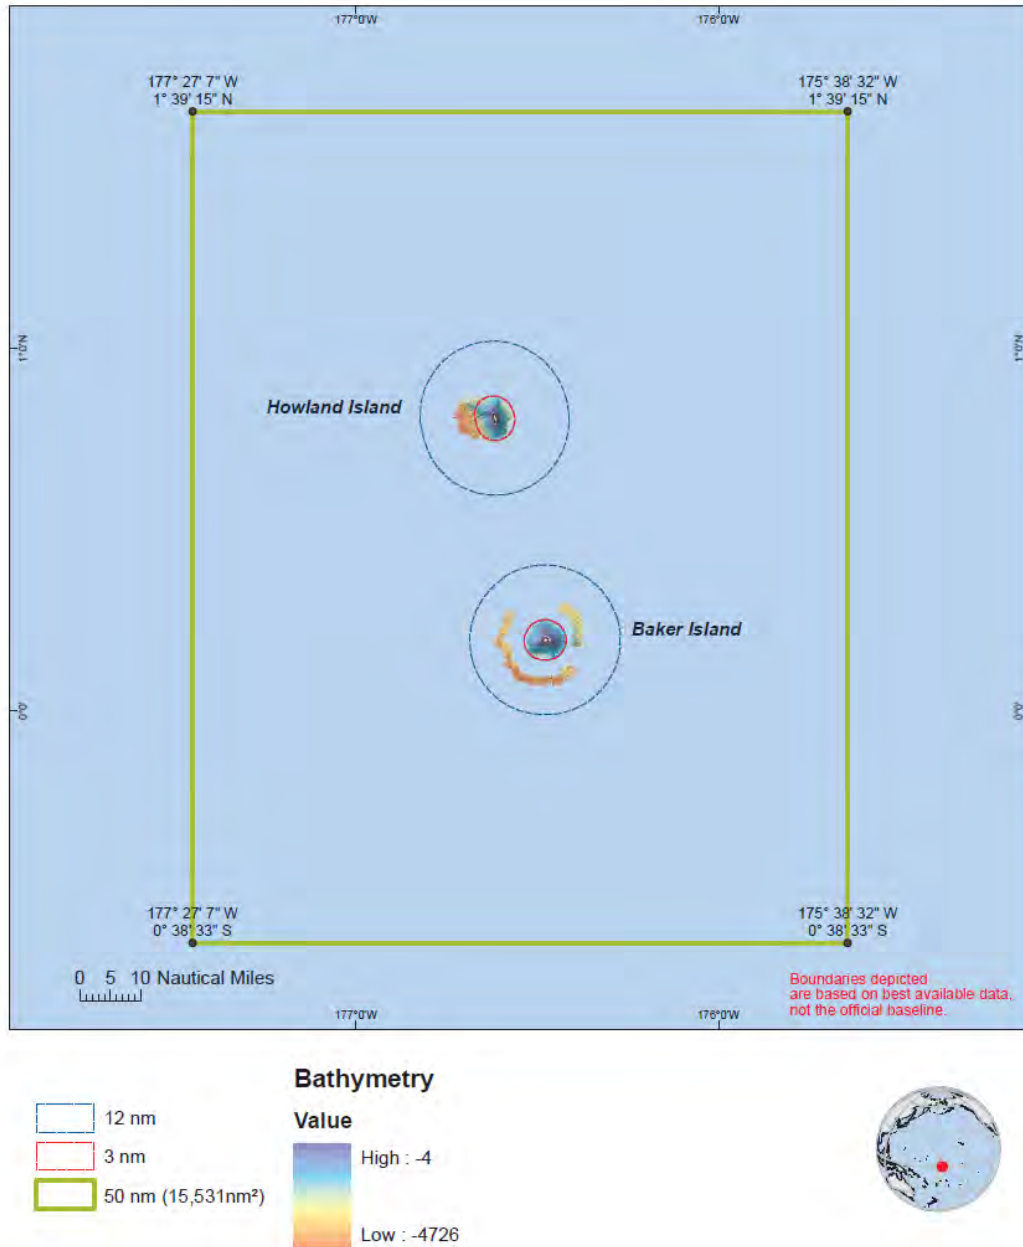 177°0'W
176°0'W
177° 27' 7" W
1° 39' 15" N
175° 38' 32" W
1° 39' 15" N
1°0'N
1°0'N
Howland Island
Baker Island
0°0'
0°0'
177° 27' 7" W
0° 38' 33" S
175° 38' 32" W
0° 38' 33" S
0 5 10 Nautical Miles
Boundaries depicted
are based on best available data,
not the official baseline.
177°0'W
176°0'W
Bathymetry
Value
12 nm
3 nm
50 nm (15,531nm²)
High : -4
Low : -4726